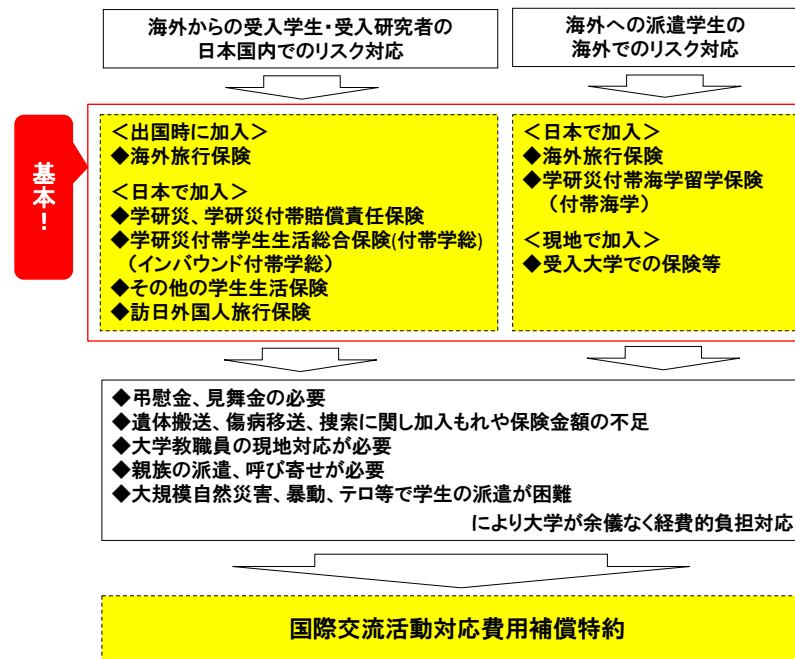 海外からの受入学生・受入研究者の
日本国内でのリスク対応
海外への派遣学生の
海外でのリスク対応
基本！
＜出国時に加入＞
◆海外旅行保険
＜日本で加入＞
◆学研災、学研災付帯賠償責任保険
◆学研災付帯学生生活総合保険(付帯学総)
（インバウンド付帯学総）
◆その他の学生生活保険
◆訪日外国人旅行保険
＜日本で加入＞
◆海外旅行保険
◆学研災付帯海学留学保険
（付帯海学）
＜現地で加入＞
◆受入大学での保険等
◆弔慰金、見舞金の必要
◆遺体搬送、傷病移送、捜索に関し加入もれや保険金額の不足
◆大学教職員の現地対応が必要
◆親族の派遣、呼び寄せが必要
◆大規模自然災害、暴動、テロ等で学生の派遣が困難
により大学が余儀なく経費的負担対応
国際交流活動対応費用補償特約